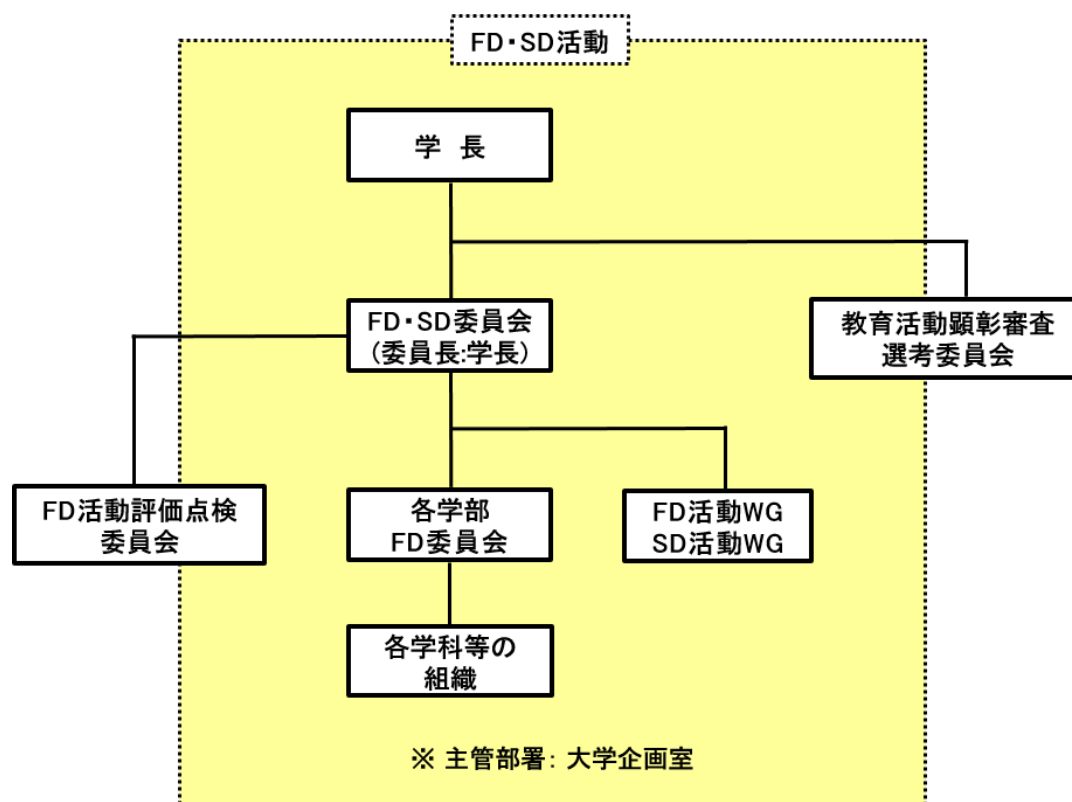 FD・SD活動
学 長
FD・SD委員会
(委員長:学長)
教育活動顕彰審査
選考委員会
FD活動評価点検
委員会
各学部
FD委員会
FD活動WG
SD活動WG
各学科等の
組織
※ 主管部署: 大学企画室